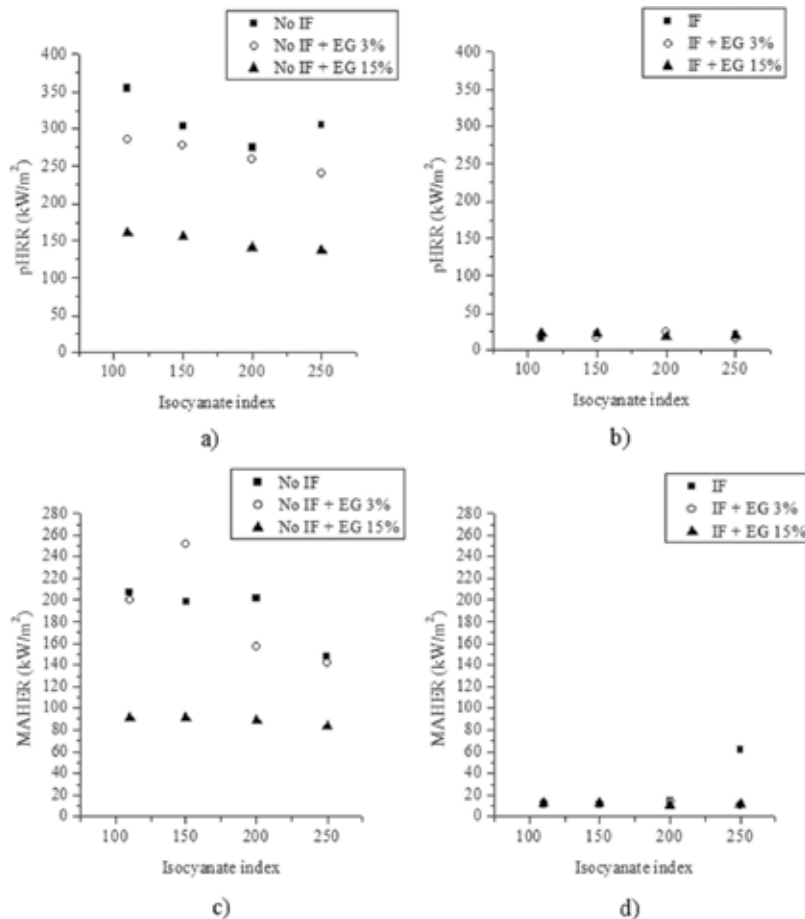 No IF
No IF + EG 3%
No IF + EG 15%
400
350
300
250
200
150
100
50
0
pHRR (kW/m²)
100 150 200 250
Isocyanate index
a)
IF
IF + EG 3%
IF + EG 15%
400
350
300
250
200
150
100
50
0
pHRR (kW/m²)
100 150 200 250
Isocyanate index
b)
No IF
No IF + EG 3%
No IF + EG 15%
280
260
240
220
200
180
160
140
120
100
80
60
40
20
0
MAHER (kW/m²)
100 150 200 250
Isocyanate index
c)
IF
IF + EG 3%
IF + EG 15%
280
260
240
220
200
180
160
140
120
100
80
60
40
20
0
MAHER (kW/m²)
100 150 200 250
Isocyanate index
d)